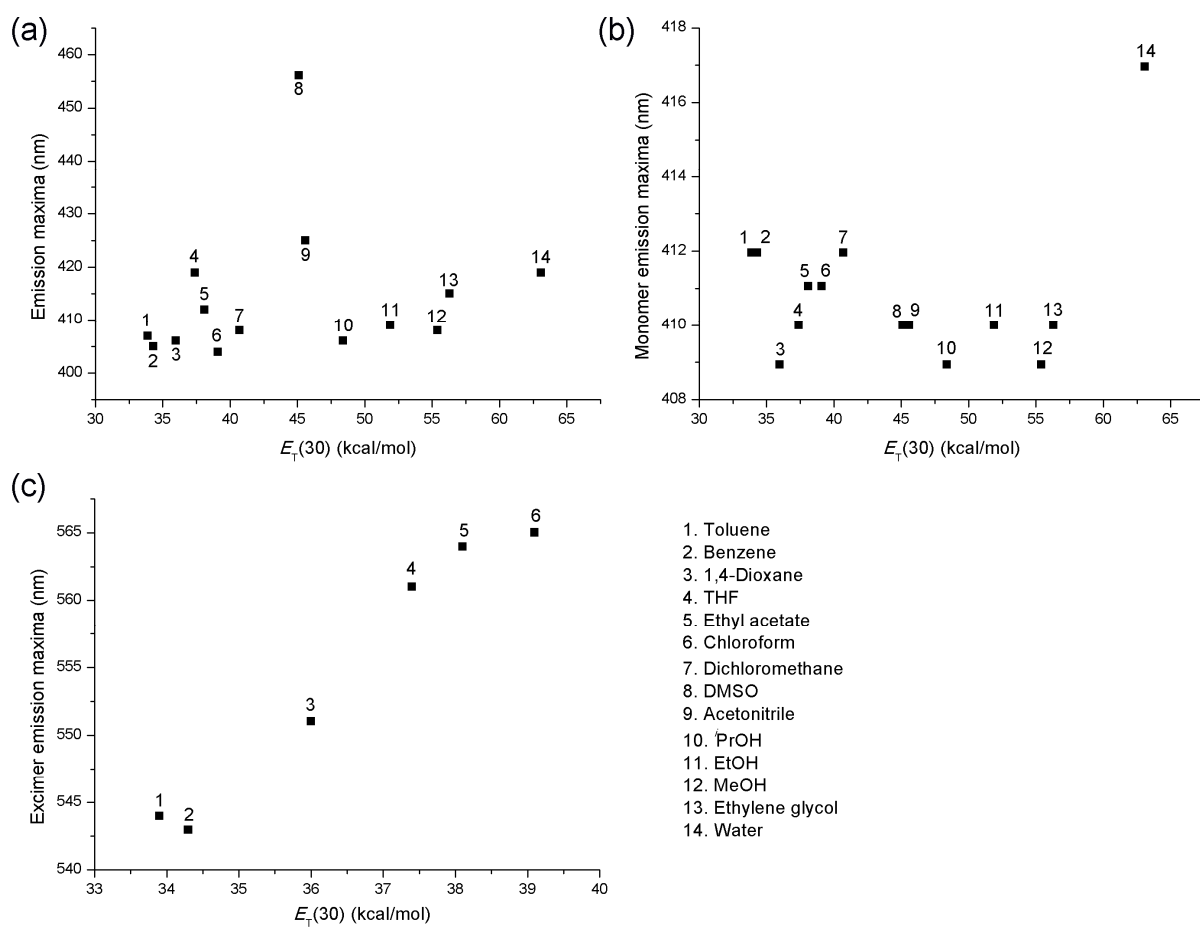 (a)
460
450
440
430
420
410
400
30 35 40 45 50 55 60 65
Emission maxima (nm)
E_T(30) (kcal/mol)
1
2
3
4
5
6
7
8
9
10
11
12
13
14
(b)
418
416
414
412
410
408
30 35 40 45 50 55 60 65
Monomer emission maxima (nm)
E_T(30) (kcal/mol)
1
2
3
4
5
6
7
8
9
10
11
12
13
14
(c)
565
560
555
550
545
540
33 34 35 36 37 38 39 40
Excimer emission maxima (nm)
E_T(30) (kcal/mol)
1
2
3
4
5
6
1. Toluene
2. Benzene
3. 1,4-Dioxane
4. THF
5. Ethyl acetate
6. Chloroform
7. Dichloromethane
8. DMSO
9. Acetonitrile
10. ⁱPrOH
11. EtOH
12. MeOH
13. Ethylene glycol
14. Water